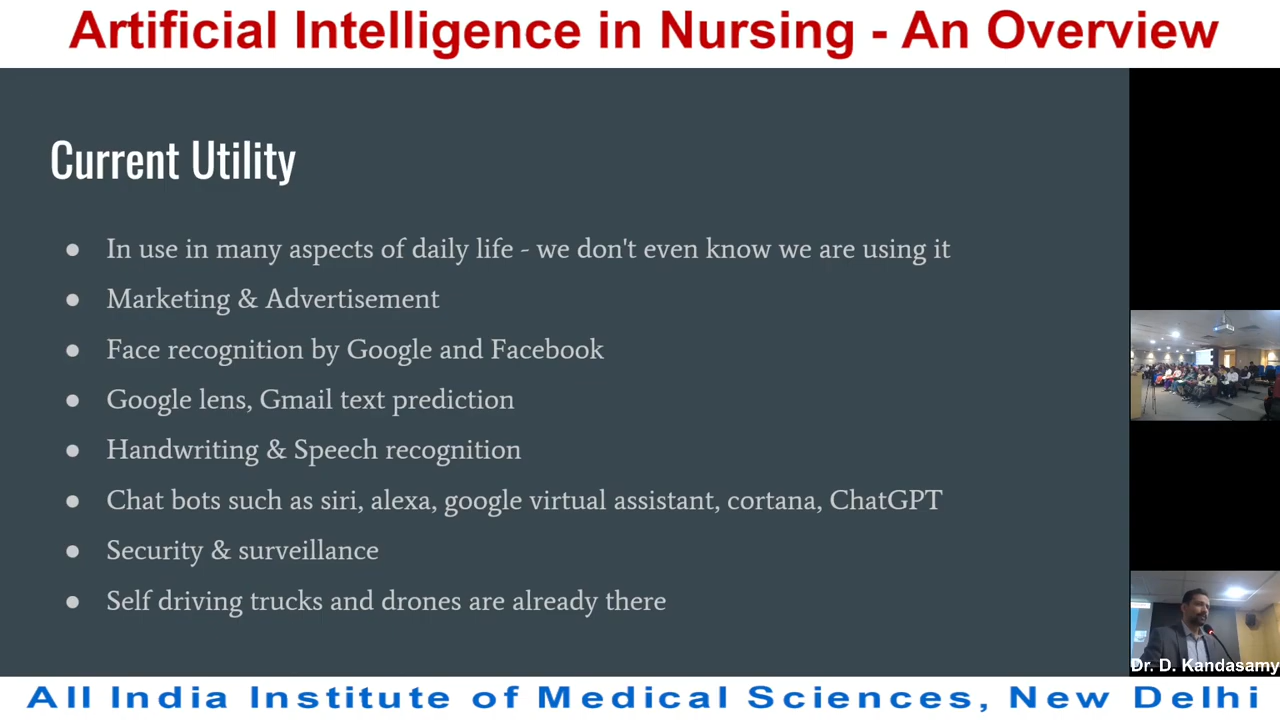 Artificial Intelligence in Nursing - An Overview
Current Utility
● In use in many aspects of daily life - we don't even know we are using it
● Marketing & Advertisement
● Face recognition by Google and Facebook
● Google lens, Gmail text prediction
● Handwriting & Speech recognition
● Chat bots such as siri, alexa, google virtual assistant, cortana, ChatGPT
● Security & surveillance
● Self driving trucks and drones are already there
Dr. D. Kandasamy
All India Institute of Medical Sciences, New Delhi